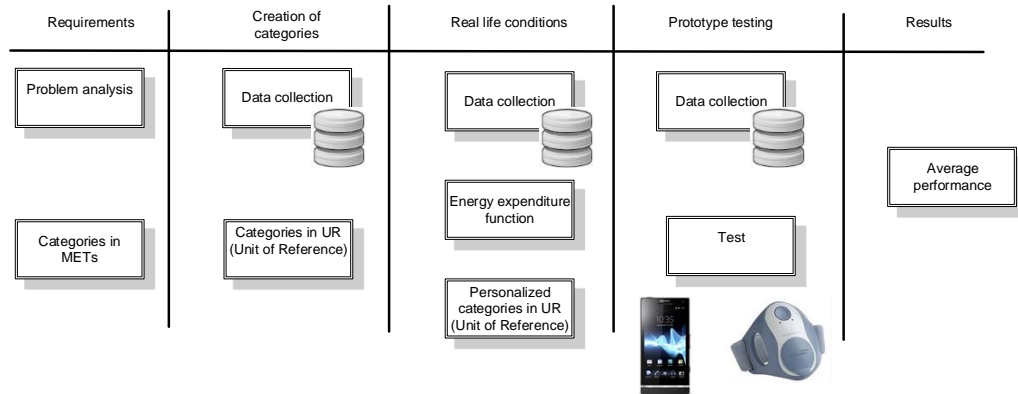 Requirements
Creation of
categories
Real life conditions
Prototype testing
Results
Problem analysis
Categories in
METs
Data collection
Categories in UR
(Unit of Reference)
Data collection
Energy expenditure
function
Personalized
categories in UR
(Unit of Reference)
Data collection
Test
10:35
Average
performance